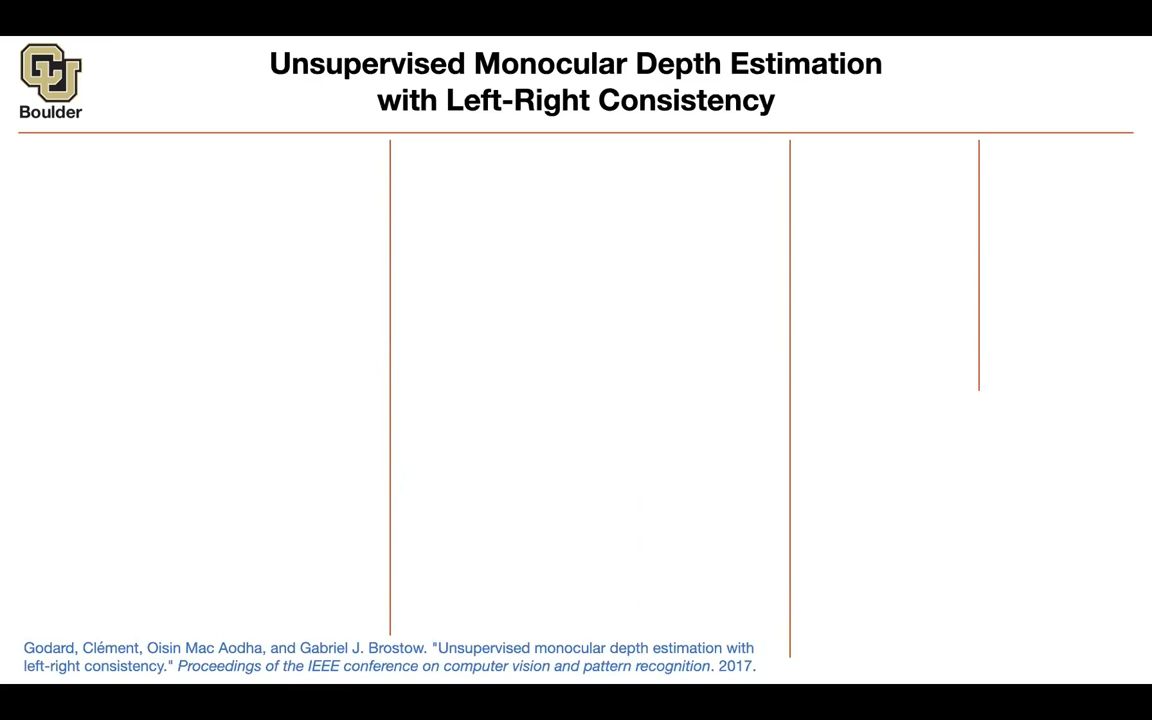 CU
Boulder
Unsupervised Monocular Depth Estimation
with Left-Right Consistency
Godard, Clément, Oisin Mac Aodha, and Gabriel J. Brostow. "Unsupervised monocular depth estimation with
left-right consistency." Proceedings of the IEEE conference on computer vision and pattern recognition. 2017.